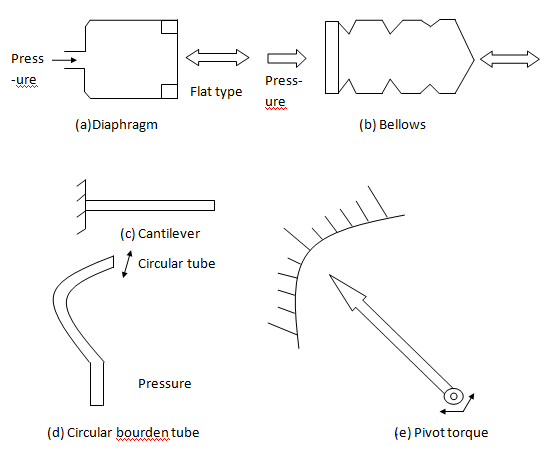 Press
-ure
Flat type
(a)Diaphragm
Press-
ure
(b) Bellows
(c) Cantilever
Circular tube
Pressure
(d) Circular bourden tube
(e) Pivot torque